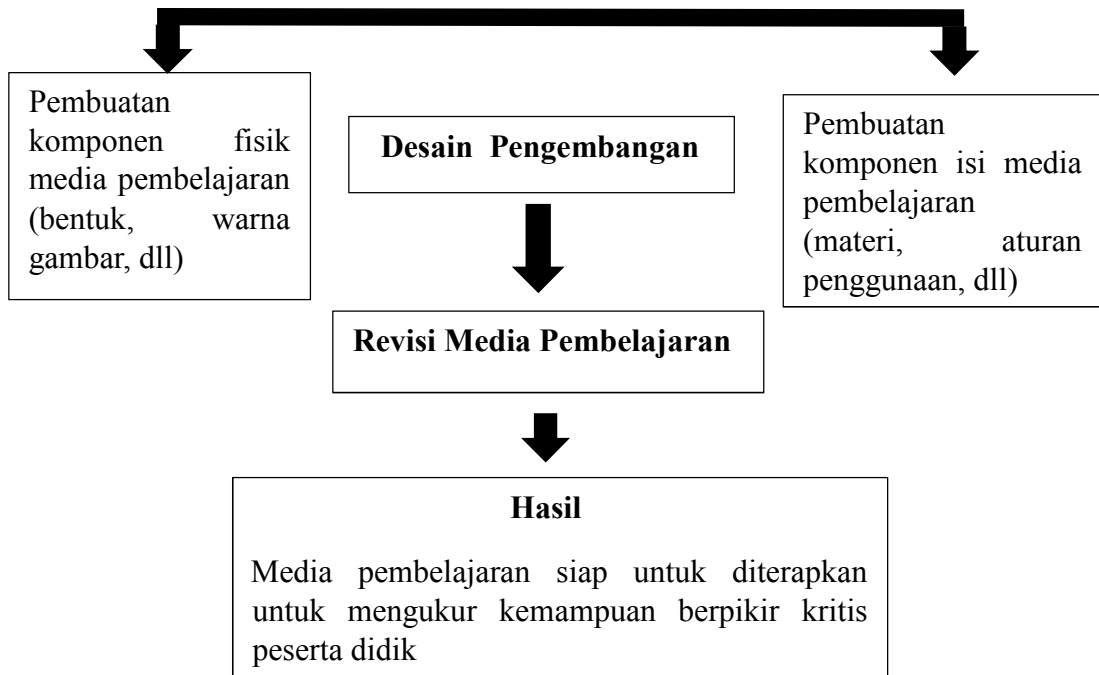 Pembuatan
komponen fisik
media pembelajaran
(bentuk, warna
gambar, dll)
Desain Pengembangan
Pembuatan
komponen isi media
pembelajaran
(materi, aturan
penggunaan, dll)
Revisi Media Pembelajaran
Hasil
Media pembelajaran siap untuk diterapkan
untuk mengukur kemampuan berpikir kritis
peserta didik